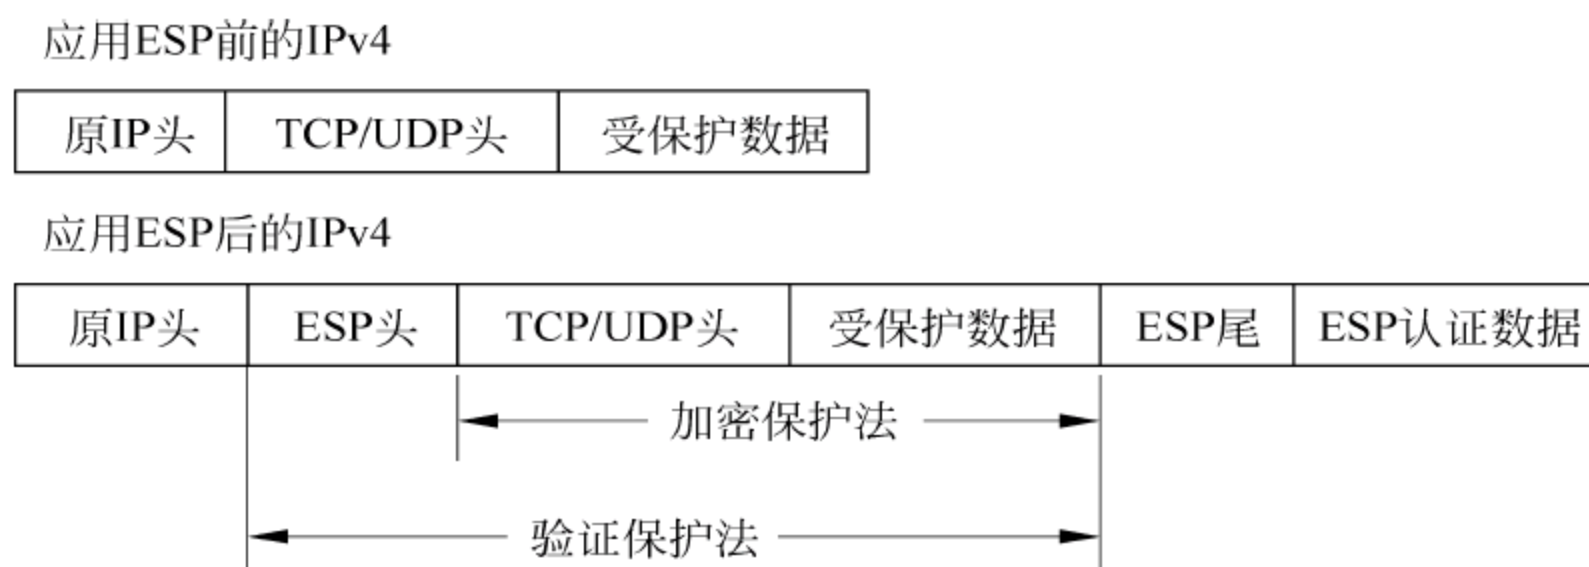 应用ESP前的IPv4
原IP头 TCP/UDP头 受保护数据
应用ESP后的IPv4
原IP头 ESP头 TCP/UDP头 受保护数据 ESP尾 ESP认证数据
加密保护法
验证保护法